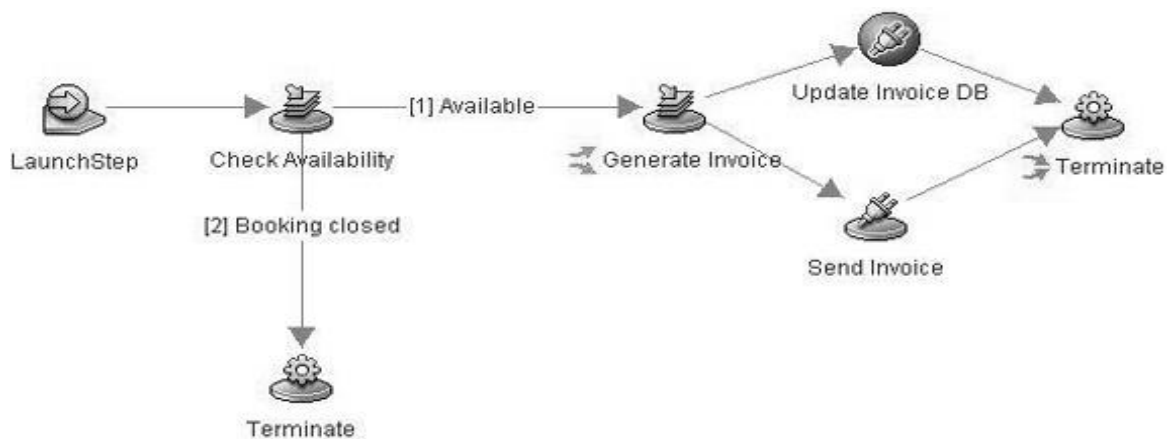 Update Invoice DB
[1] Available
LaunchStep
Check Availability
Generate Invoice
Terminate
[2] Booking closed
Send Invoice
Terminate